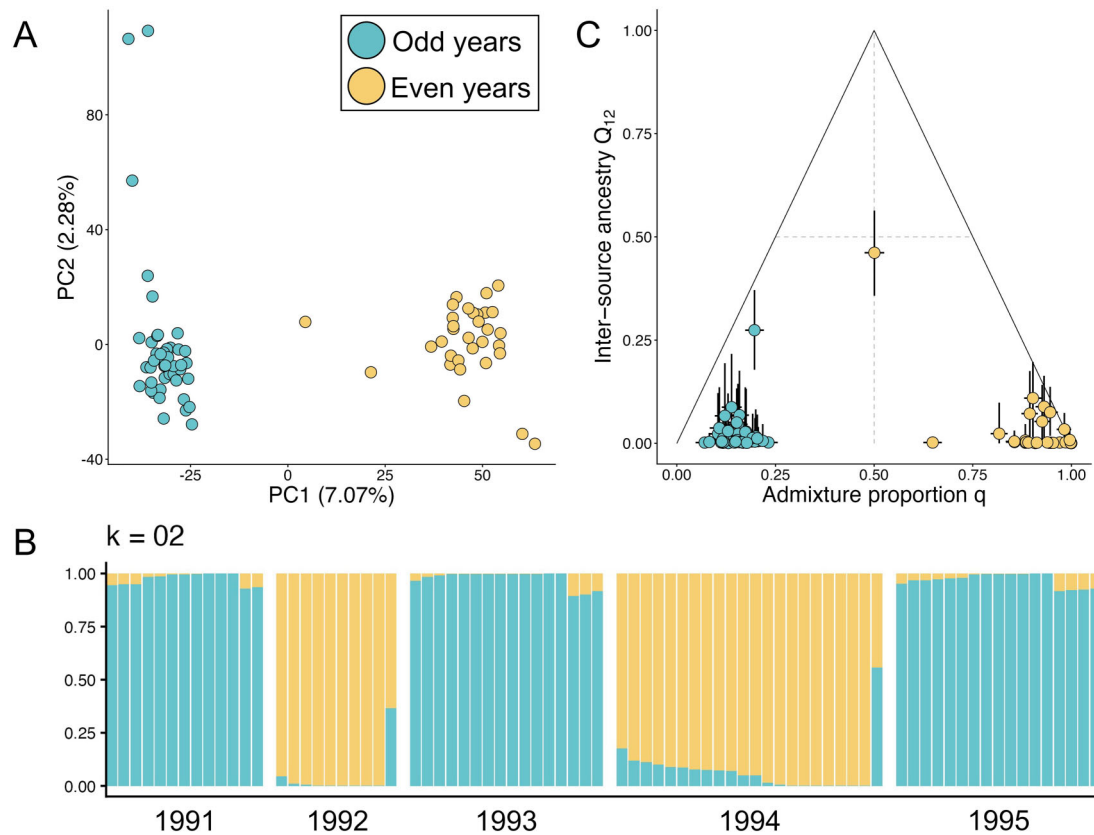 A
Odd years
Even years
80
40
0
-40
PC2 (2.28%)
-25
0
25
50
PC1 (7.07%)
C
1.00
0.75
0.50
0.25
0.00
Inter-source ancestry Q12
0.00
0.25
0.50
0.75
1.00
Admixture proportion q
B
k = 02
1.00
0.75
0.50
0.25
0.00
1991
1992
1993
1994
1995